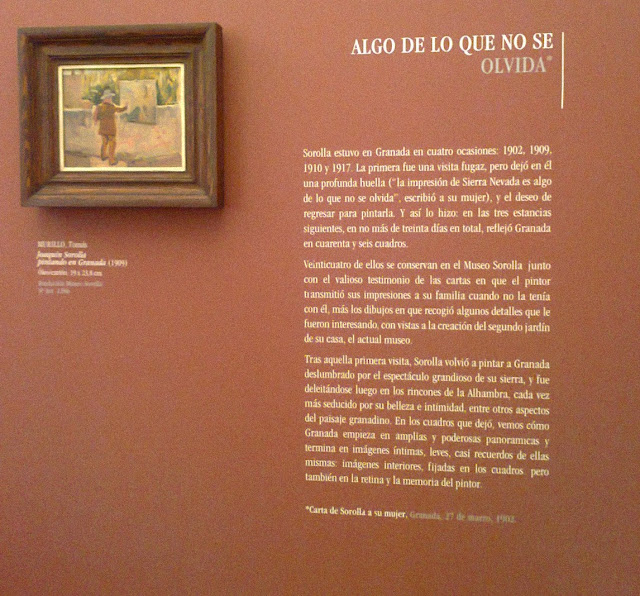 ALGO DE LO QUE NO SE
OLVIDA*
Sorolla estuvo en Granada en cuatro ocasiones: 1902, 1909,
1910 y 1917. La primera fue una visita fugaz, pero dejó en él
una profunda huella ("la impresión de Sierra Nevada es algo
de lo que no se olvida", escribió a su mujer), y el deseo de
regresar para pintarla. Y así lo hizo: en las tres estancias
siguientes, en no más de treinta días en total, reflejó Granada
en cuarenta y seis cuadros.
Veinticuatro de ellos se conservan en el Museo Sorolla junto
con el valioso testimonio de las cartas en que el pintor
transmitió sus impresiones a su familia cuando no la tenía
con él, más los dibujos en que recogió algunos detalles que le
fueron interesando, con vistas a la creación del segundo jardín
de su casa, el actual museo.
Tras aquella primera visita, Sorolla volvió a pintar a Granada
deslumbrado por el espectáculo grandioso de su sierra, y fue
deleitándose luego en los rincones de la Alhambra, cada vez
más seducido por su belleza e intimidad, entre otros aspectos
del paisaje granadino. En los cuadros que dejó, vemos cómo
Granada empieza en amplias y poderosas panoramicas y
termina en imágenes íntimas, leves, casi recuerdos de ellas
mismas: imágenes interiores, fijadas en los cuadros pero
también en la retina y la memoria del pintor.
*Carta de Sorolla a su mujer, Granada, 27 de marzo, 1902.
MURILLO, Tomás
Joaquín Sorolla
pintando en Granada (1909)
Óleo/cartón. 19 x 23,8 cm
Museo Sorolla